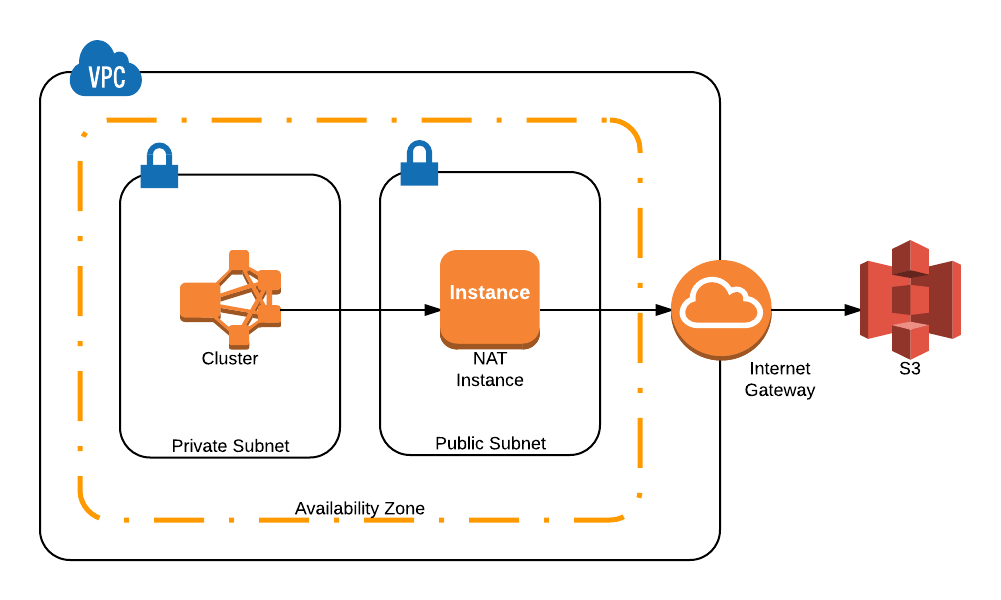 VPC
Instance
Cluster
NAT
Instance
Internet
Gateway
S3
Private Subnet
Public Subnet
Availability Zone